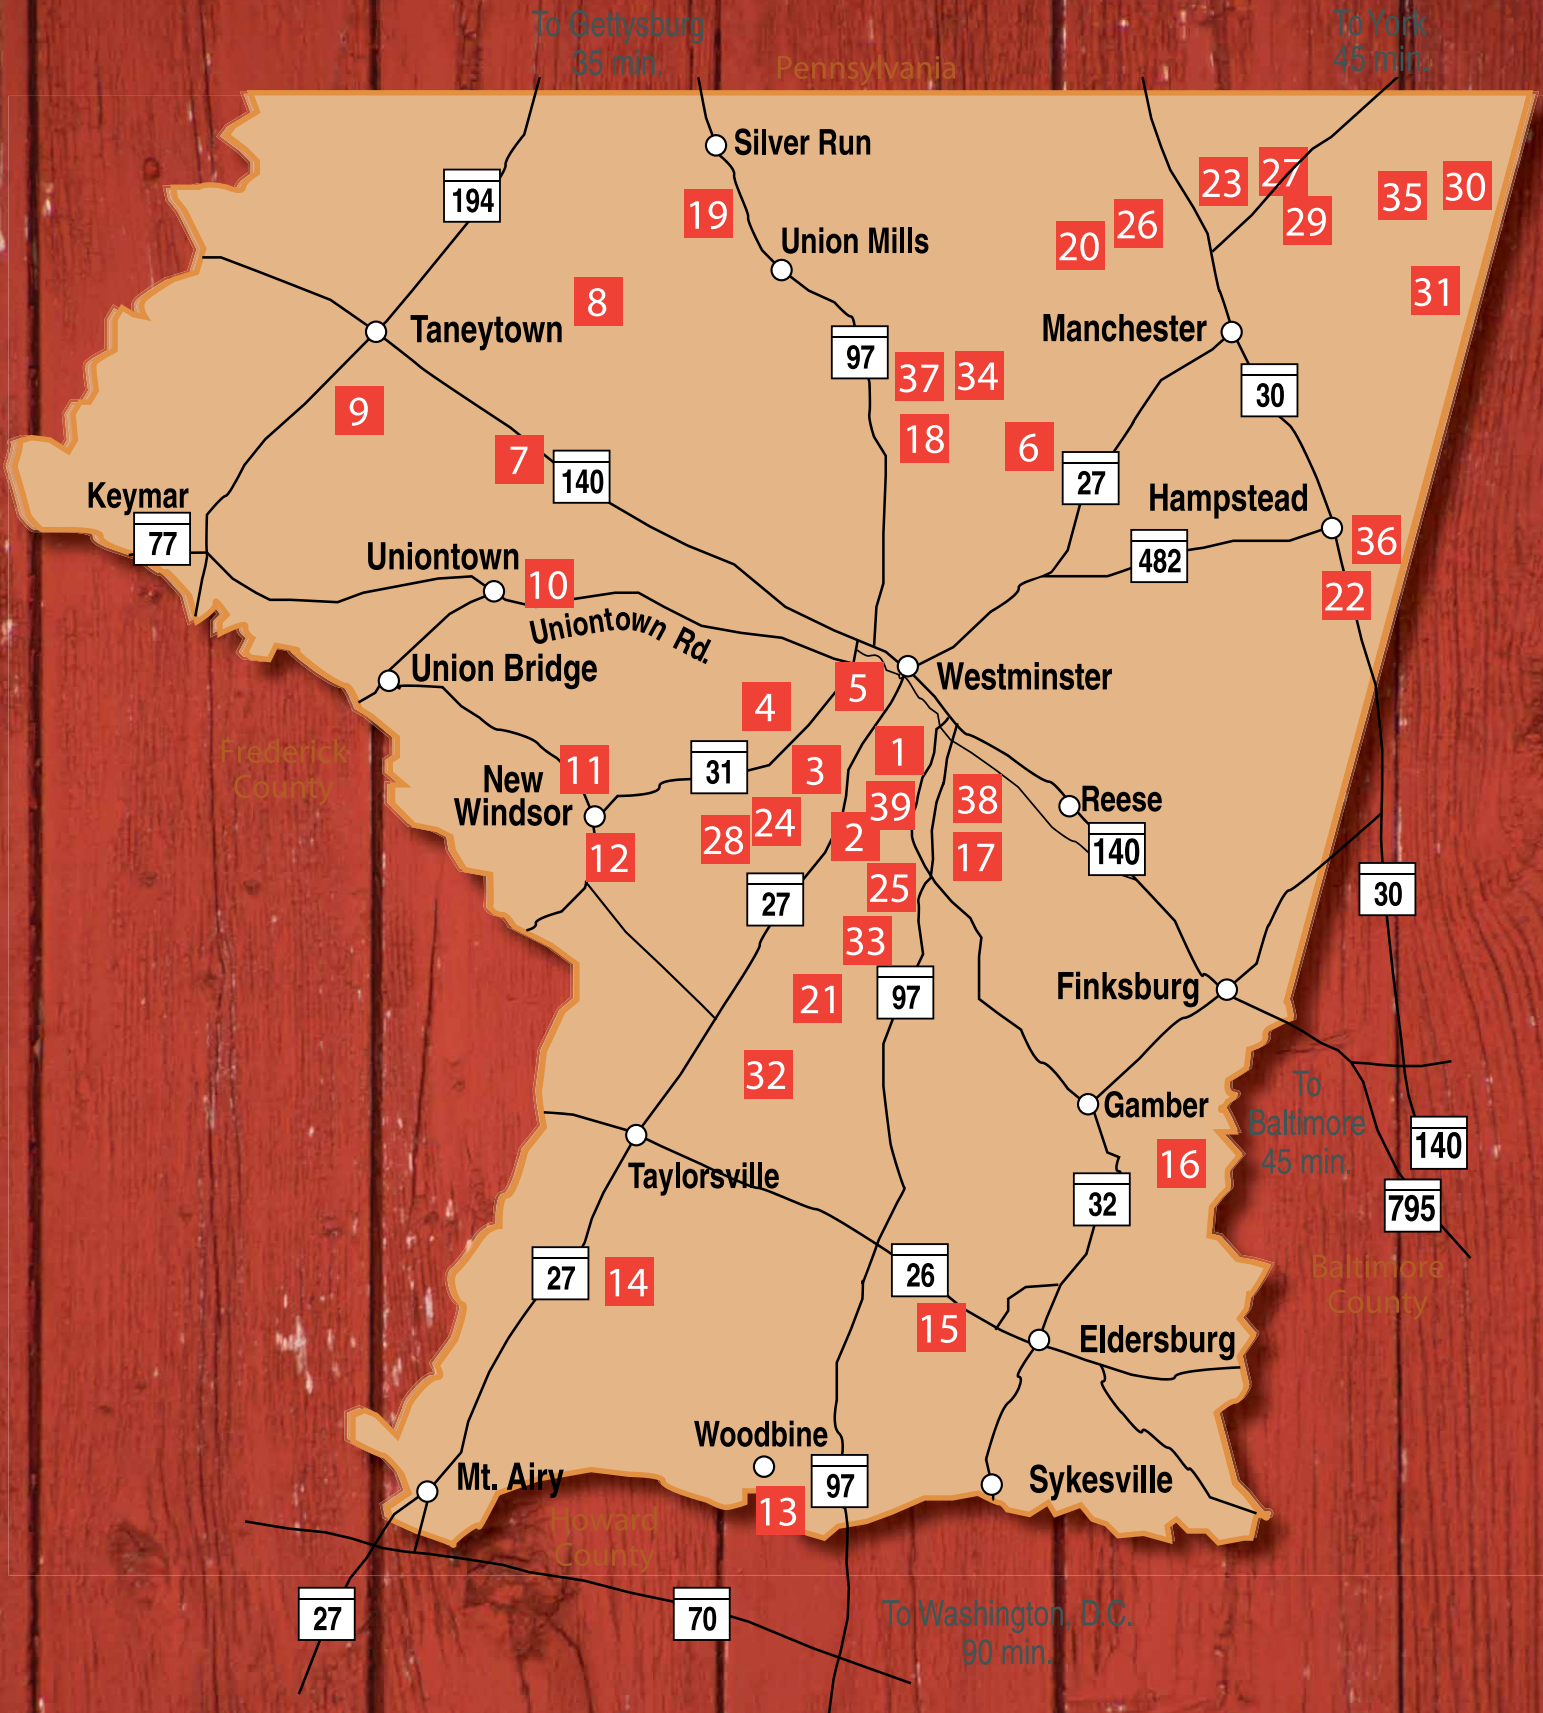 To Gettysburg
35 min.
Pennsylvania
To York
45 min.
Silver Run
194
19
Union Mills
23
27
29
35
30
26
20
31
8
Taneytown
Manchester
97
37
34
30
9
18
6
7
140
27
Keymar
77
Hampstead
482
36
22
Uniontown
10
Uniontown Rd.
Union Bridge
Westminster
5
4
Frederick
County
1
11
31
3
New
Windsor
38
Reese
39
24
28
2
12
17
140
25
30
27
33
Finksburg
21
97
32
To
Baltimore
45 min.
Gamber
140
16
Taylorsville
32
795
27
14
26
Baltimore
County
15
Eldersburg
Woodbine
Mt. Airy
97
Sykesville
13
Howard
County
27
70
To Washington, D.C.
90 min.